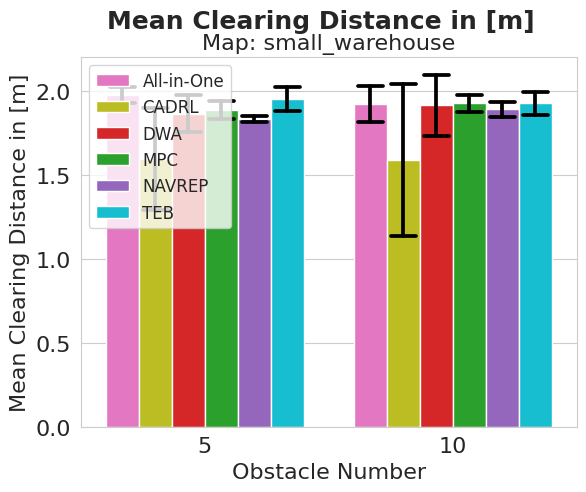 Mean Clearing Distance in [m]
Map: small_warehouse
Mean Clearing Distance in [m]
2.0
1.5
1.0
0.5
0.0
All-in-One
CADRL
DWA
MPC
NAVREP
TEB
5
10
Obstacle Number